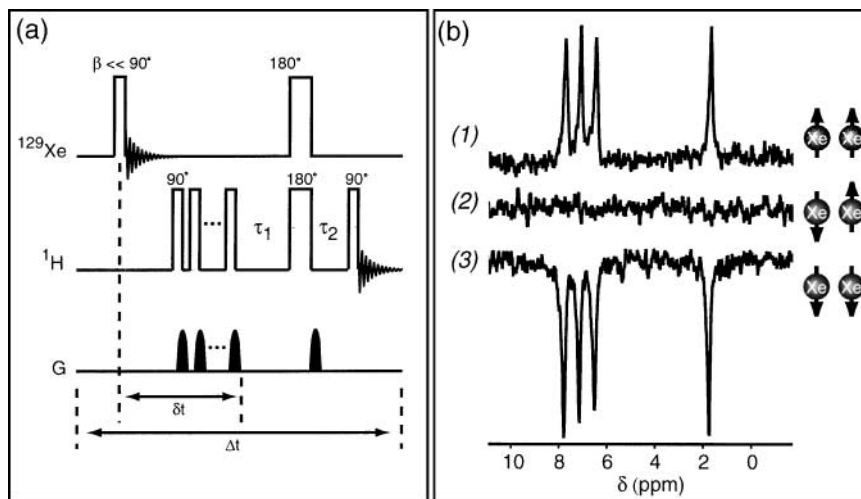 (a)
β << 90°
180°
129Xe
90°
180°
90°
...
τ1
τ2
1H
G
...
δt
Δt
(b)
(1)
Xe Xe
(2)
Xe Xe
(3)
Xe Xe
10 8 6 4 2 0
δ (ppm)